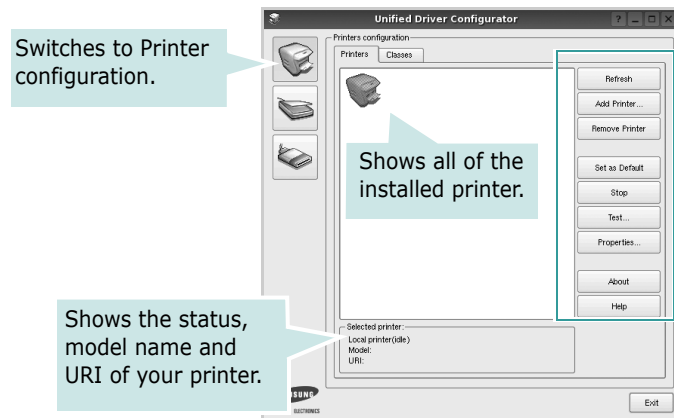 Unified Driver Configurator
Switches to Printer
configuration.
Printers configuration
Printers Classes
Refresh
Add Printer...
Remove Printer
Shows all of the
installed printer.
Set as Default
Stop
Test...
Properties...
About
Help
Shows the status,
model name and
URI of your printer.
Selected printer:
Local printer(idle)
Model:
URI:
SUNG
ELECTRONICS
Exit